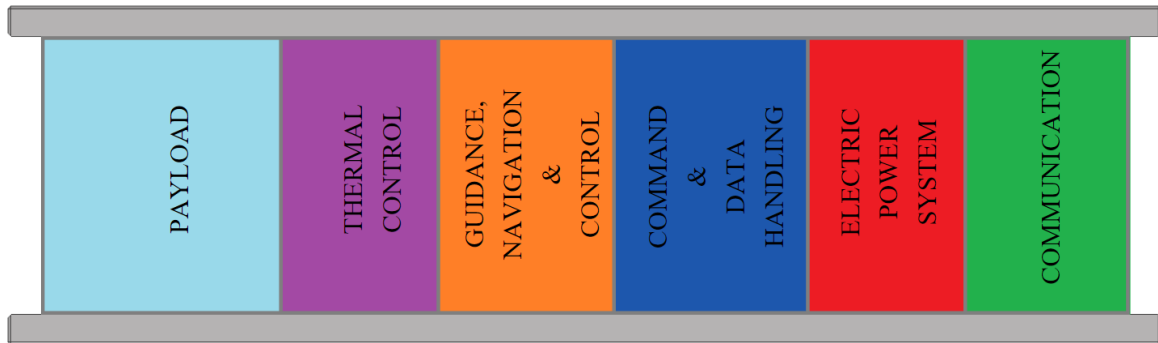 PAYLOAD
THERMAL
CONTROL
GUIDANCE,
NAVIGATION
&
CONTROL
COMMAND
&
DATA
HANDLING
ELECTRIC
POWER
SYSTEM
COMMUNICATION